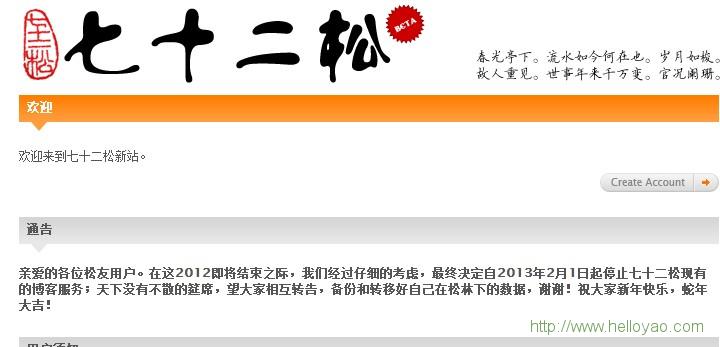 七十二松
BETA
春光亭下。流水如今何在也。岁月如梭。
故人重见。世事年来千万变。官况阑珊。
欢迎
欢迎来到七十二松新站。
Create Account
通告
亲爱的各位松友用户。在这2012即将结束之际，我们经过仔细的考虑，最终决定自2013年2月1日起停止七十二松现有
的博客服务；天下没有不散的筵席，望大家相互转告，备份和转移好自己在松林下的数据，谢谢！祝大家新年快乐，蛇年
大吉！
http://www.helloyao.com